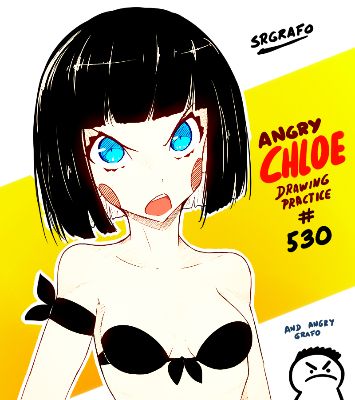 SRGRAFO
ANGRY
CHLOE
DRAWING
PRACTICE
#
530
AND ANGRY
GRAFO